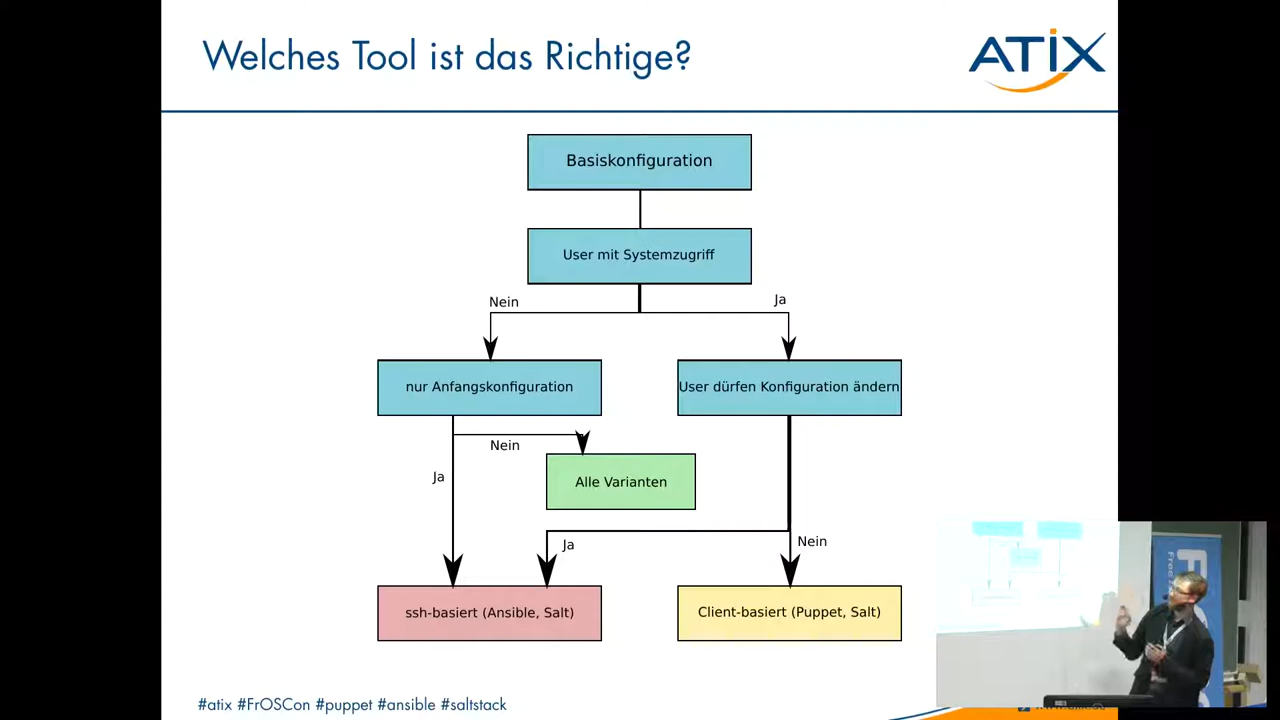 Welches Tool ist das Richtige?
ATIX
Basiskonfiguration
User mit Systemzugriff
Nein
Ja
nur Anfangskonfiguration
User dürfen Konfiguration ändern
Nein
Ja
Alle Varianten
Ja
Nein
ssh-basiert (Ansible, Salt)
Client-basiert (Puppet, Salt)
#atix #FrOSCon #puppet #ansible #saltstack